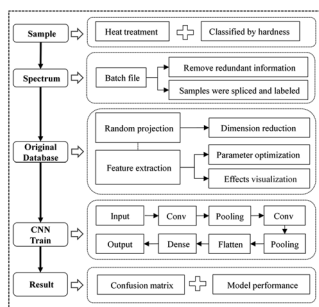 Sample
Heat treatment
Classified by hardness
Spectrum
Batch file
Remove redundant information
Samples were spliced and labeled
Original
Database
Random projection
Dimension reduction
Feature extraction
Parameter optimization
Effects visualization
CNN
Train
Input
Conv
Pooling
Conv
Output
Dense
Flatten
Pooling
Result
Confusion matrix
Model performance